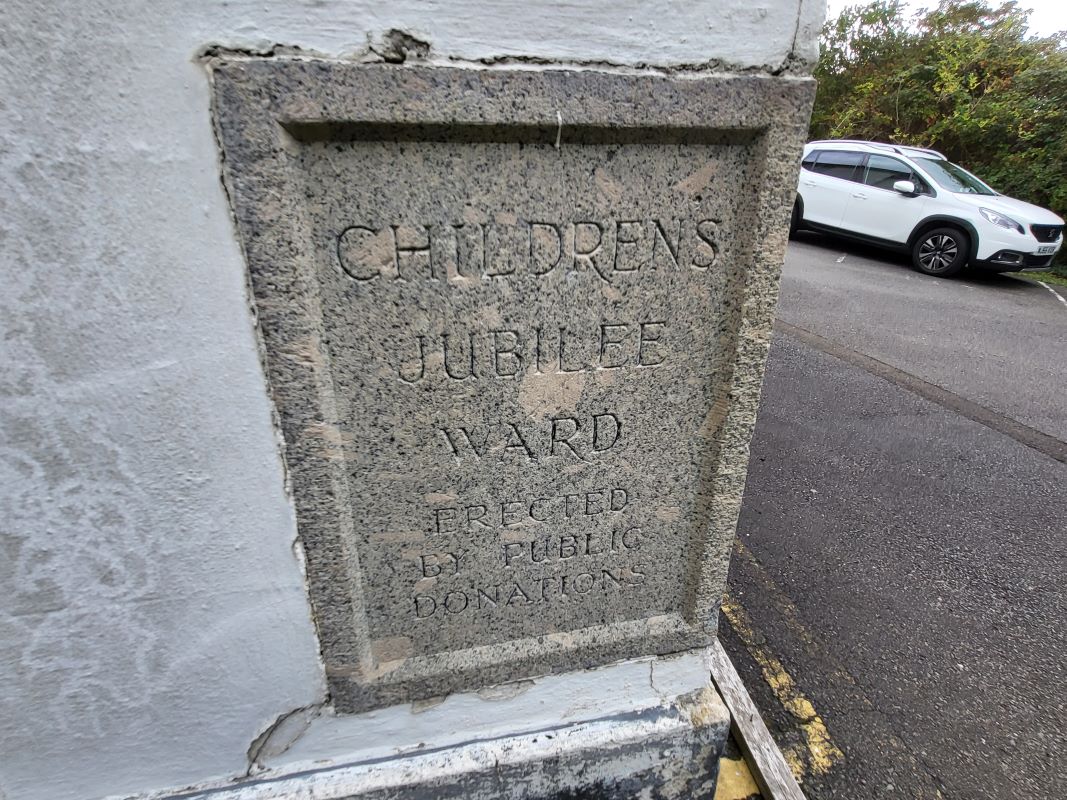 CHILDRENS
JUBILEE
WARD
ERECTED
BY PUBLIC
DONATIONS